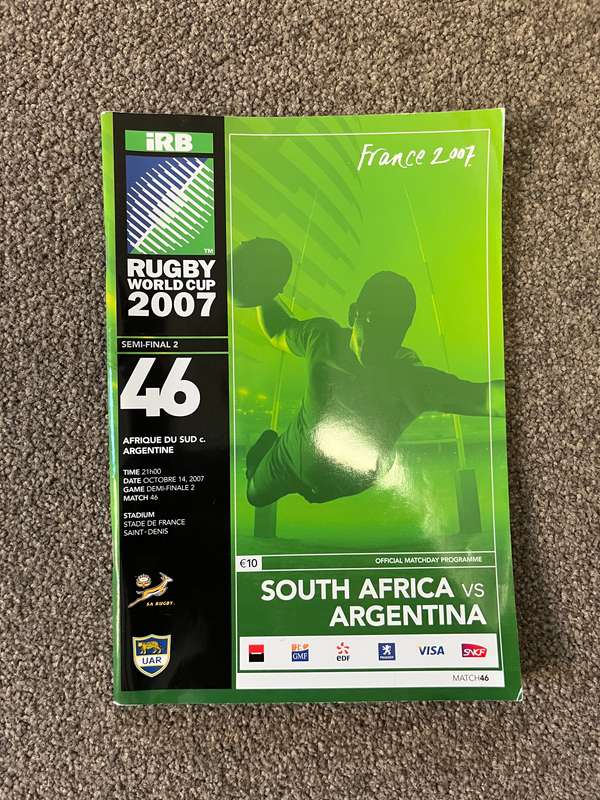 iRB
TM
RUGBY
WORLD CUP
2007
SEMI-FINAL 2
46
AFRIQUE DU SUD c.
ARGENTINE
TIME 21h00
DATE OCTOBRE 14, 2007
GAME DEMI-FINALE 2
MATCH 46
STADIUM
STADE DE FRANCE
SAINT-DENIS
SA RUGBY.
UAR
France 2007
€10
OFFICIAL MATCHDAY PROGRAMME
SOUTH AFRICA VS
ARGENTINA
GMF
eDF
PEUGEOT
VISA
SNCF
MATCH46